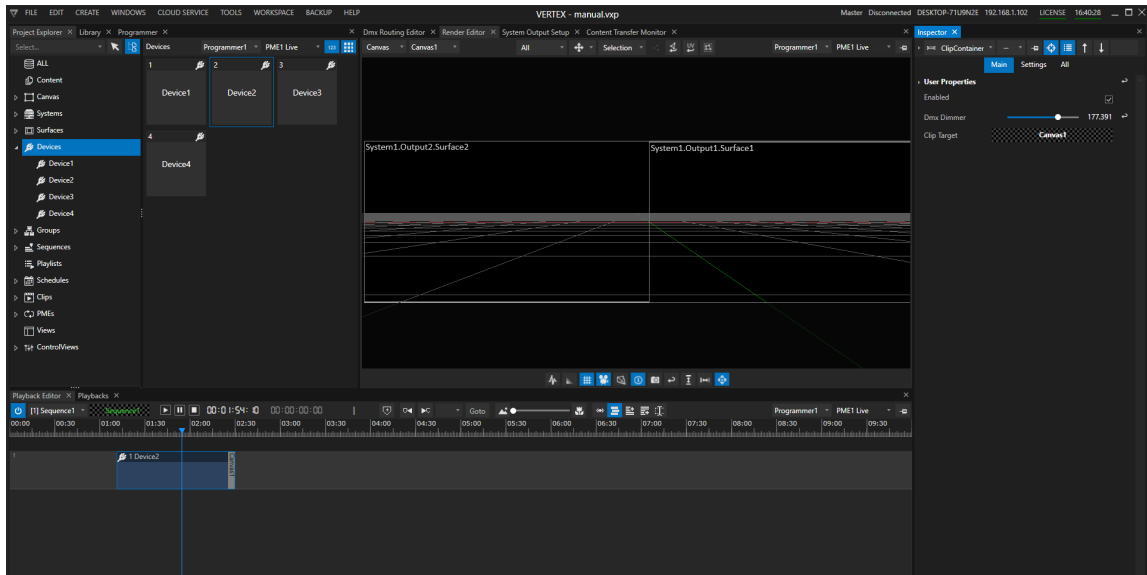 FILE EDIT CREATE WINDOWS CLOUD SERVICE TOOLS WORKSPACE BACKUP HELP
VERTEX - manual.vxp
Master Disconnected DESKTOP-71U9N2E 192.168.1.102 LICENSE 16:40:28
Project Explorer Library Programmer
Dmx Routing Editor Render Editor System Output Setup Content Transfer Monitor
Inspector
Select...
Devices Programmer1 PME1 Live 123
Canvas Canvas1 All Selection UV Programmer1 PME1 Live
ClipContainer
Main Settings All
User Properties
Enabled
Dmx Dimmer 177.391
Clip Target Canvas1
ALL
Content
Canvas
Systems
Surfaces
Devices
Device1
Device2
Device3
Device4
Groups
Sequences
Playlists
Schedules
Clips
PMEs
Views
ControlViews
1
Device1
2
Device2
3
Device3
4
Device4
System1.Output2.Surface2
System1.Output1.Surface1
Playback Editor Playbacks
[1] Sequence1 Sequence1 00:01:54:10 00:00:00:00 Goto Programmer1 PME1 Live
00:00 00:30 01:00 01:30 02:00 02:30 03:00 03:30 04:00 04:30 05:00 05:30 06:00 06:30 07:00 07:30 08:00 08:30 09:00 09:30
1
1 Device2